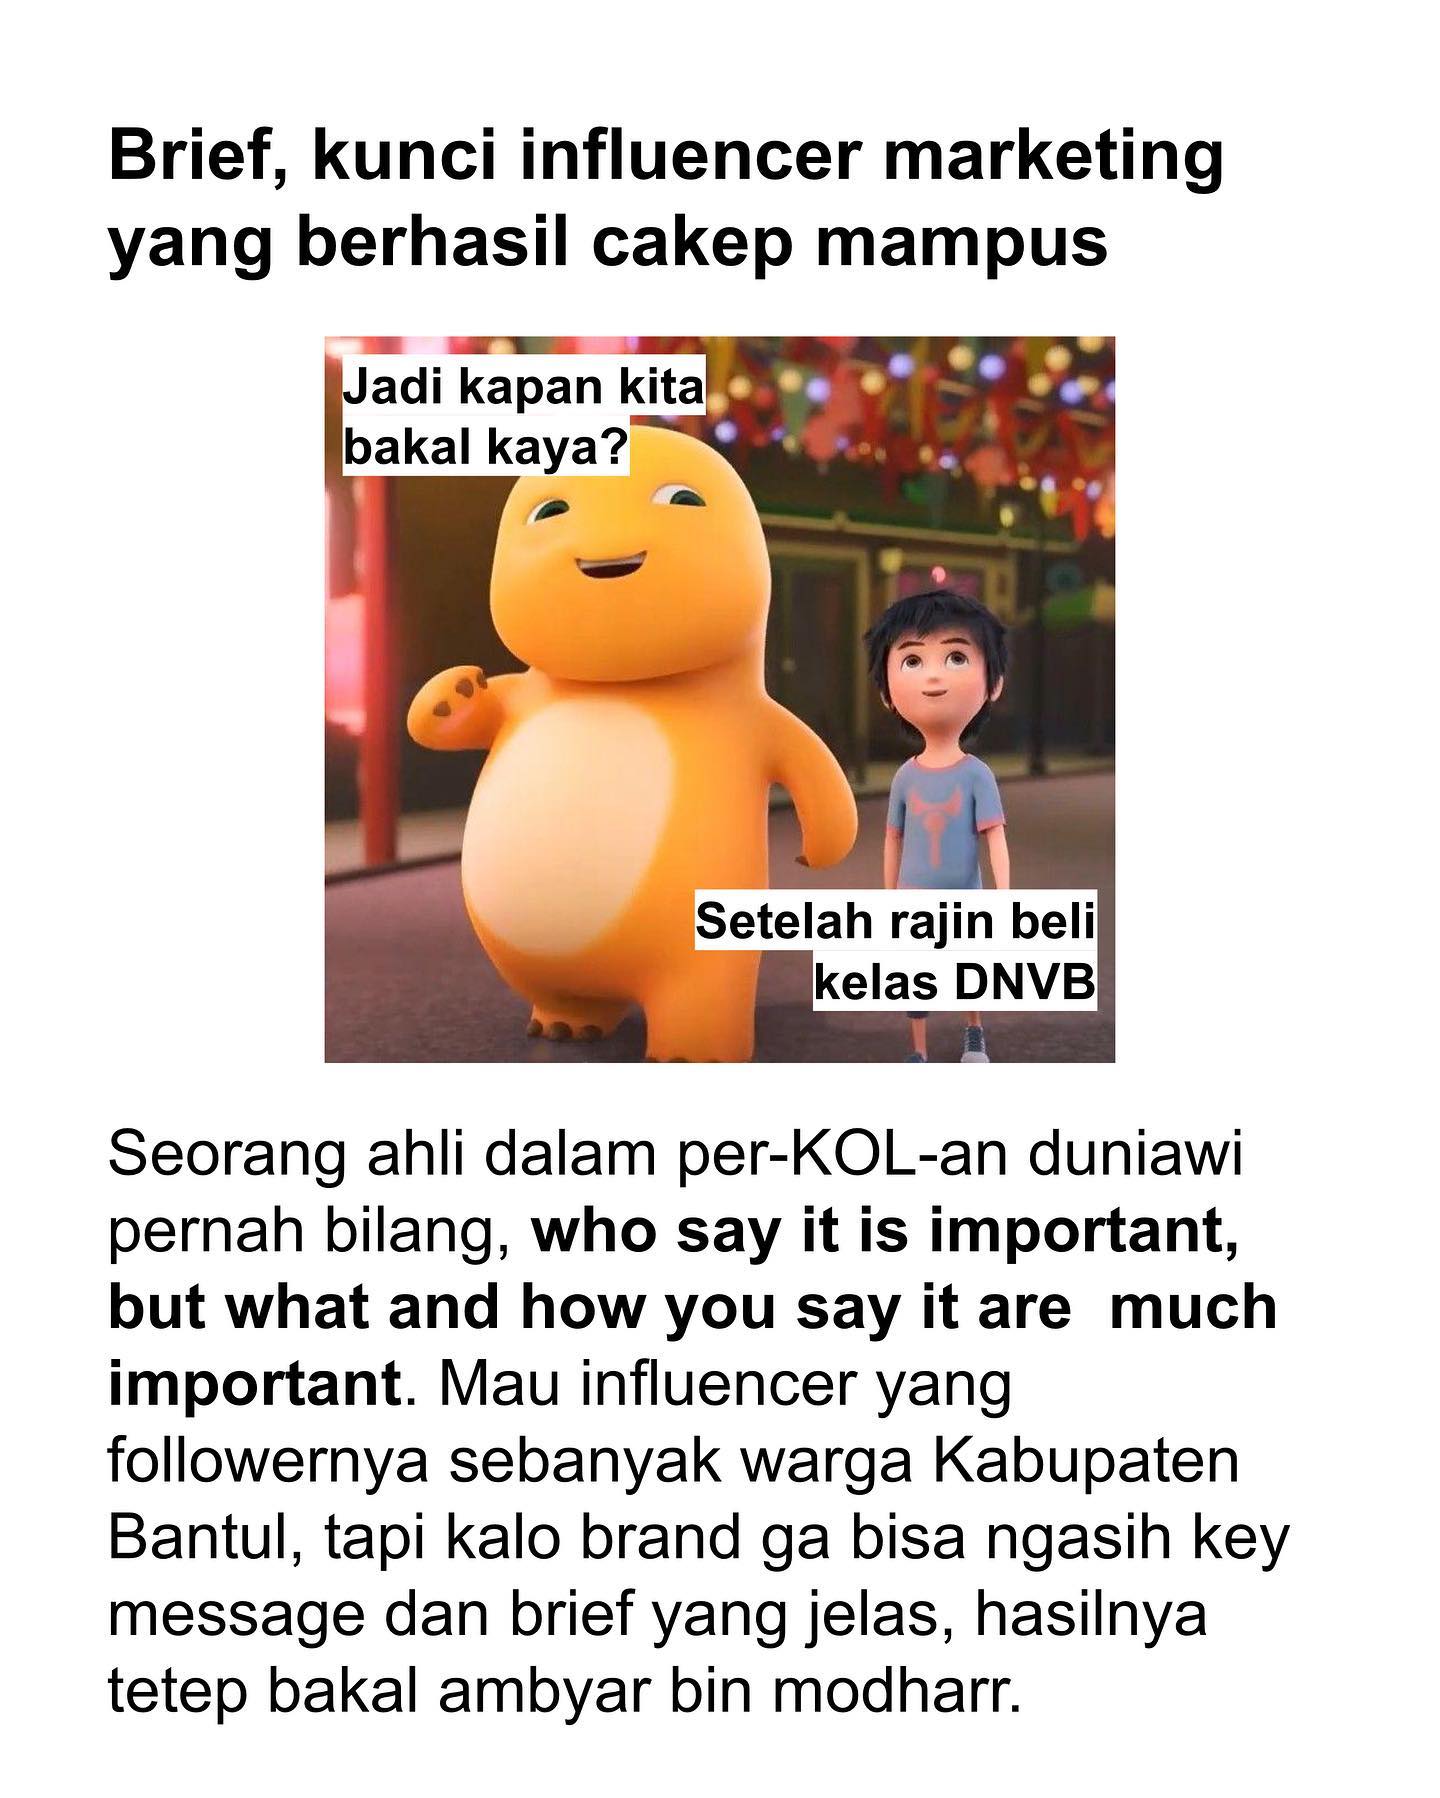 Brief, kunci influencer marketing
yang berhasil cakep mampus
Jadi kapan kita
bakal kaya?
Setelah rajin beli
kelas DNVB
Seorang ahli dalam per-KOL-an duniawi
pernah bilang, who say it is important,
but what and how you say it are  much
important. Mau influencer yang
followernya sebanyak warga Kabupaten
Bantul, tapi kalo brand ga bisa ngasih key
message dan brief yang jelas, hasilnya
tetep bakal ambyar bin modharr.